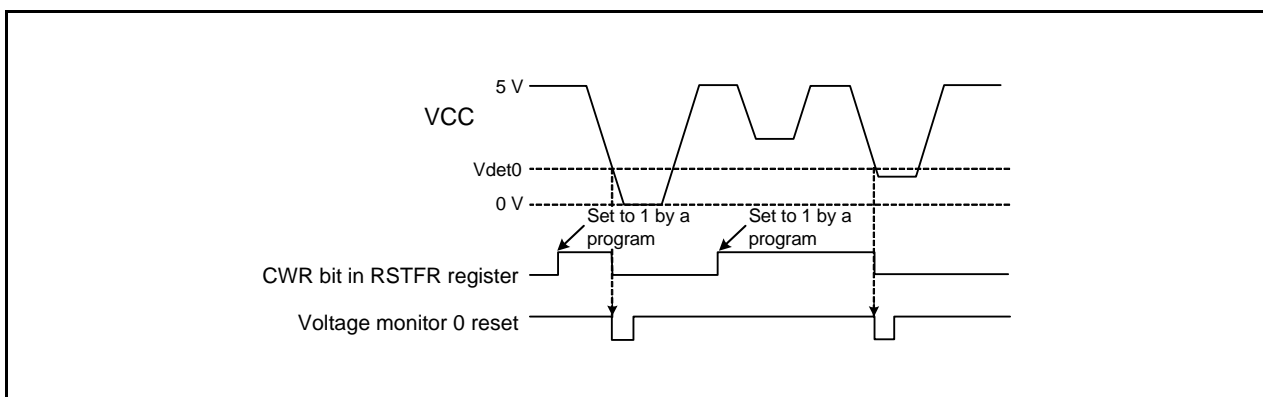 5 V
VCC
Vdet0
0 V
Set to 1 by a
program
Set to 1 by a
program
CWR bit in RSTFR register
Voltage monitor 0 reset